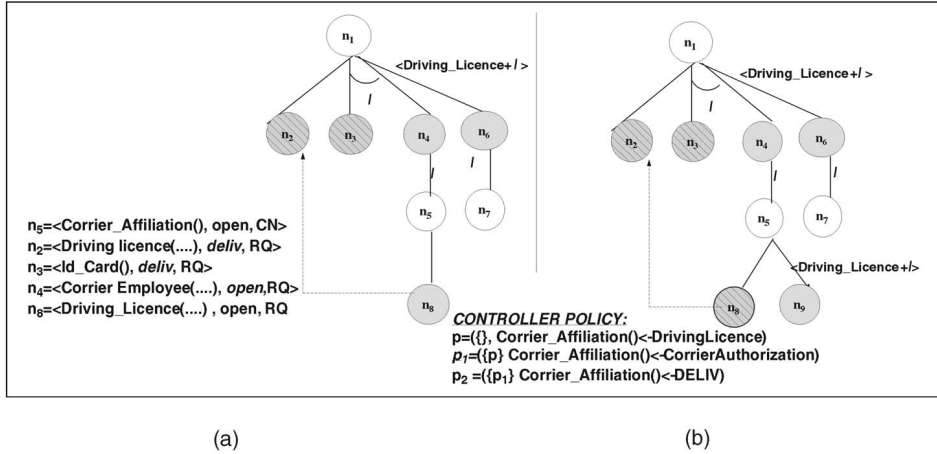 n1
<Driving_Licence+l >
l
n2
n3
n4
n6
l
l
n5
n7
n8
n5=<Corrier_Affiliation(), open, CN>
n2=<Driving licence(....), deliv, RQ>
n3=<Id_Card(), deliv, RQ>
n4=<Corrier Employee(....), open,RQ>
n8=<Driving_Licence(....) , open, RQ
n1
<Driving_Licence+l>
l
n2
n3
n4
n6
l
l
n5
n7
<Driving_Licence+l>
n8
n9
CONTROLLER POLICY:
p=({}, Corrier_Affiliation()<-DrivingLicence)
p1=({p} Corrier_Affiliation()<-CorrierAuthorization)
p2 =({p1} Corrier_Affiliation()<-DELIV)
(a)
(b)